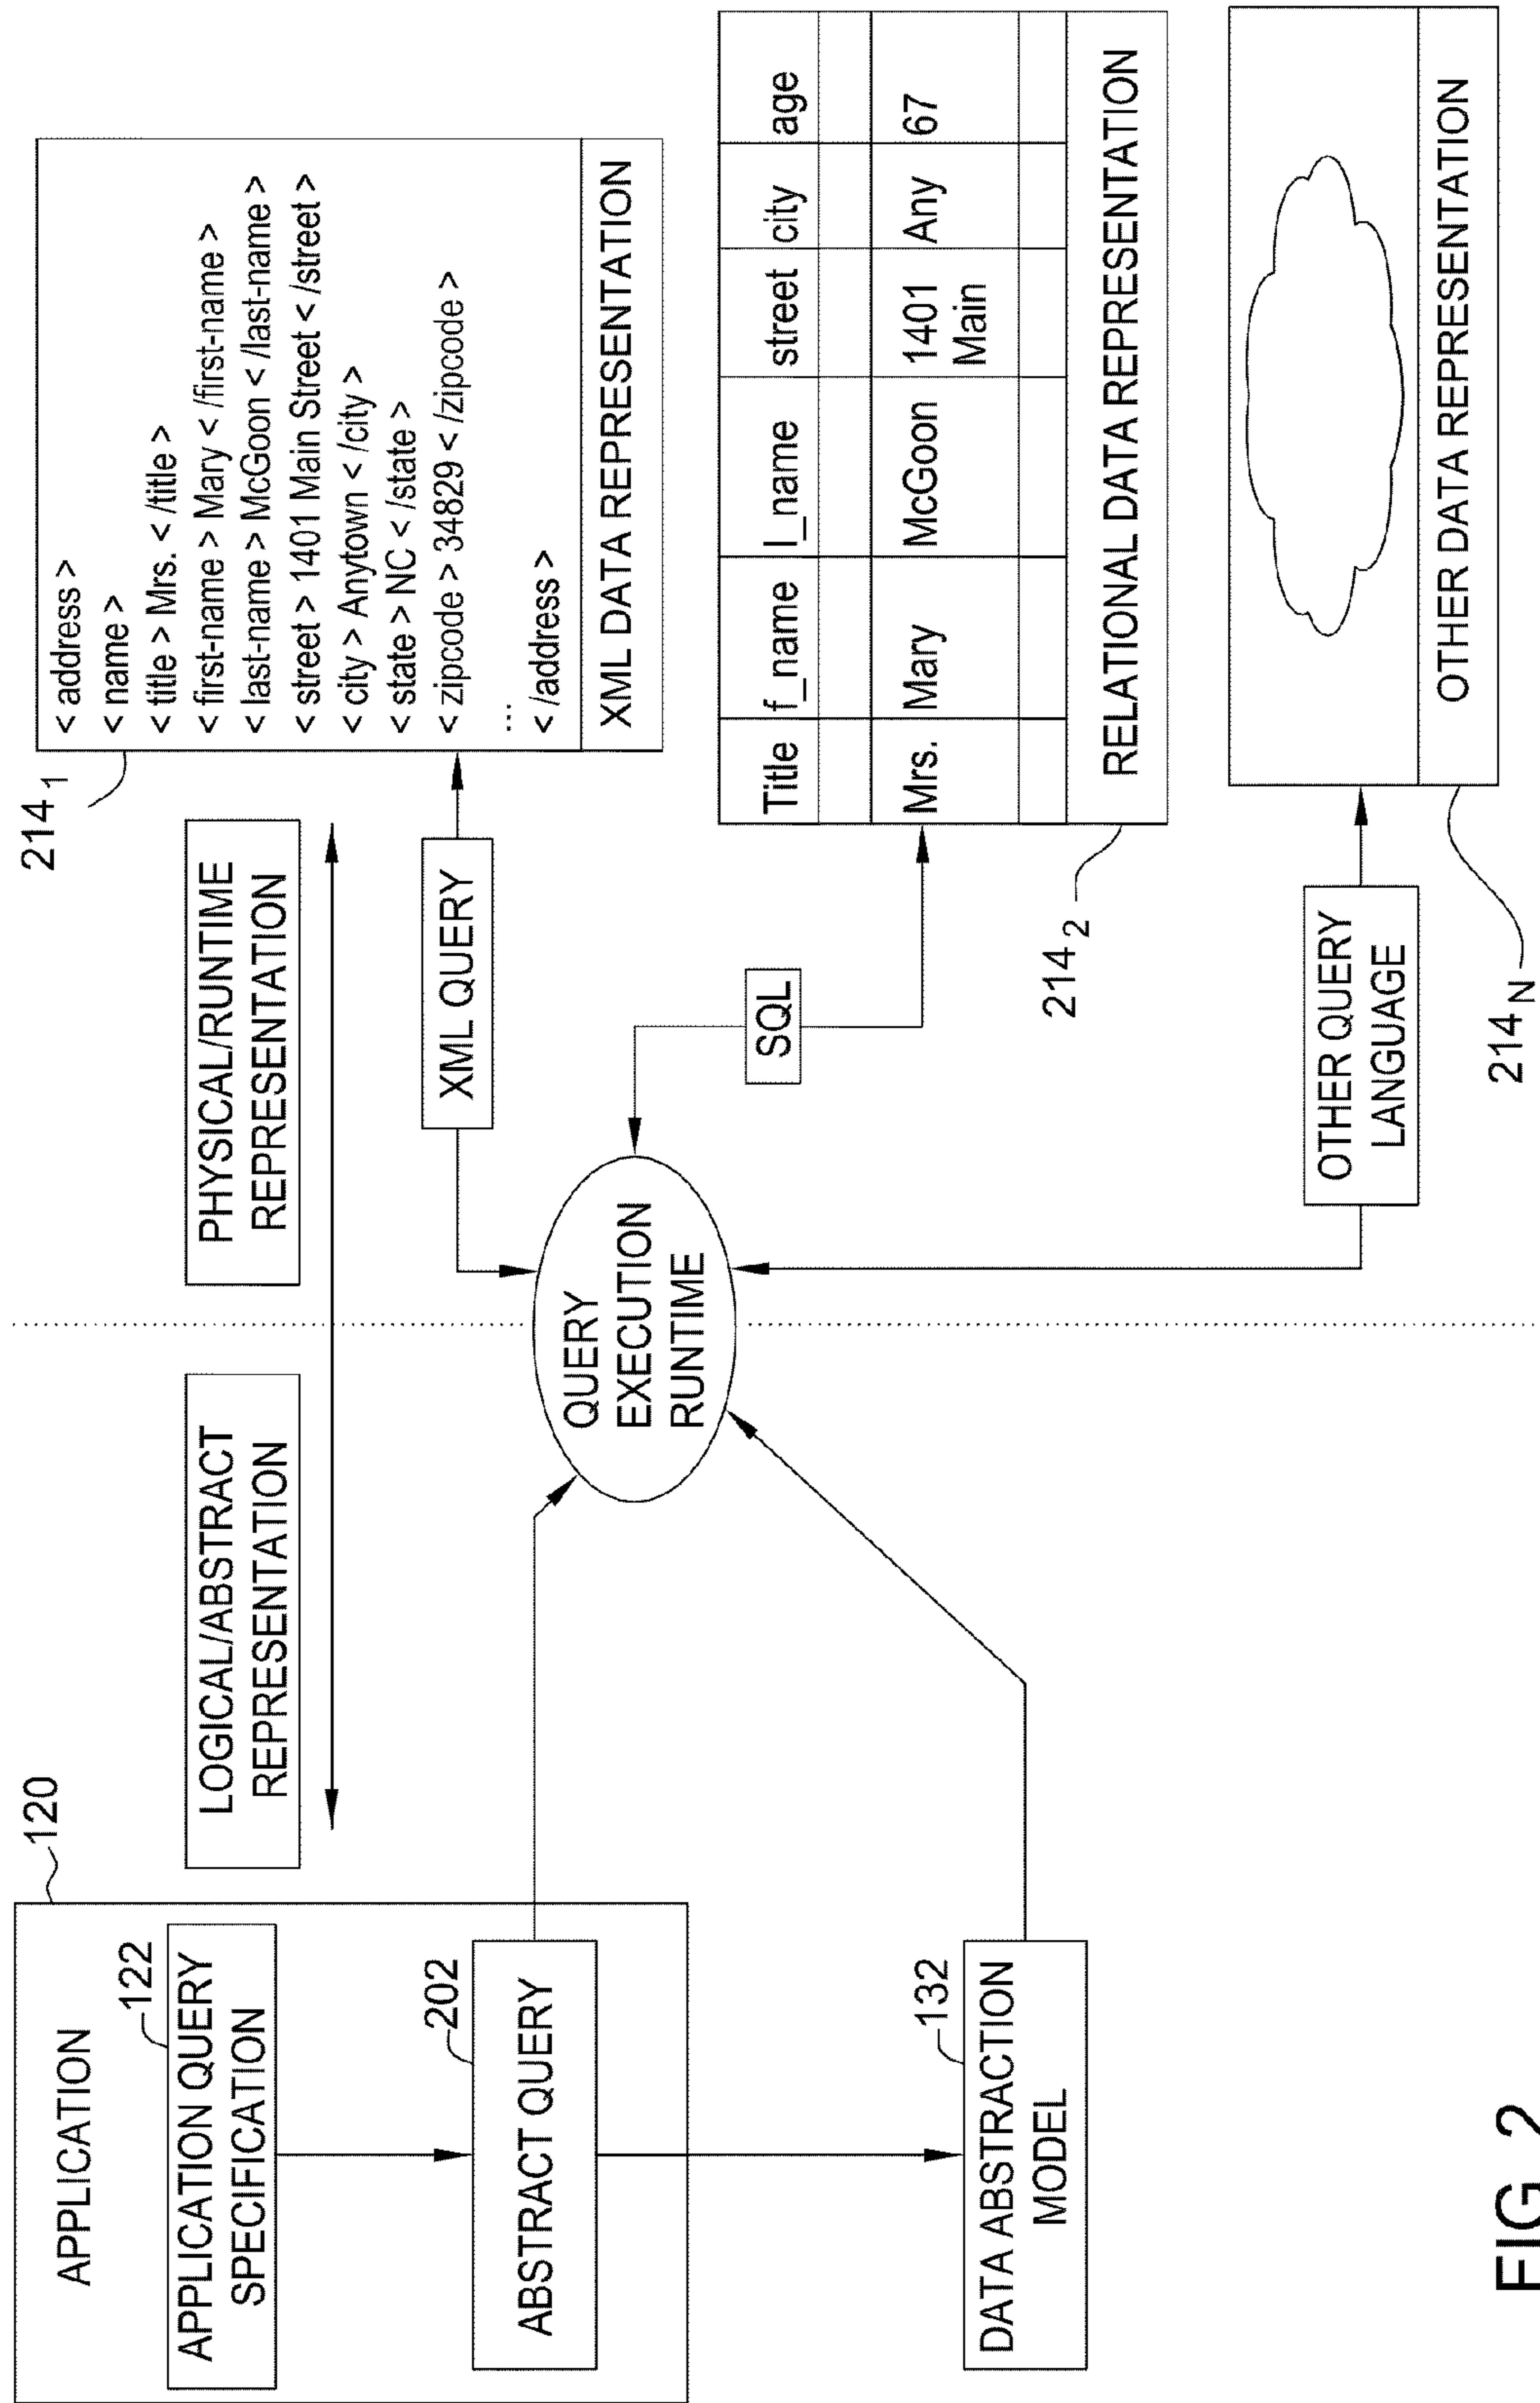 APPLICATION
120
APPLICATION QUERY
SPECIFICATION
122
ABSTRACT QUERY
202
DATA ABSTRACTION
MODEL
132
LOGICAL/ABSTRACT
REPRESENTATION
PHYSICAL/RUNTIME
REPRESENTATION
QUERY
EXECUTION
RUNTIME
XML QUERY
SQL
OTHER QUERY
LANGUAGE
214 1
< address >
< name >
< title > Mrs. < /title >
< first-name > Mary < /first-name >
< last-name > McGoon < /last-name >
< street > 1401 Main Street < /street >
< city > Anytown < /city >
< state > NC < /state >
< zipcode > 34829 < /zipcode >
...
< /address >
XML DATA REPRESENTATION
Title f_name l_name street city age
Mrs. Mary McGoon 1401 Any 67
Main
RELATIONAL DATA REPRESENTATION
214 2
OTHER DATA REPRESENTATION
214 N
FIG. 2